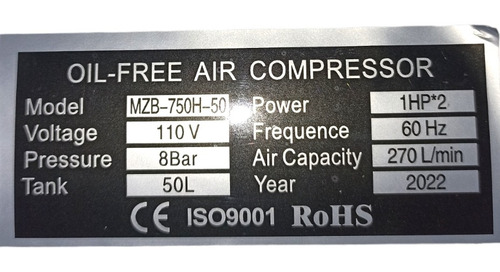 OIL-FREE AIR COMPRESSOR
Model MZB-750H-50 Power 1HP*2
Voltage 110 V Frequence 60 Hz
Pressure 8Bar Air Capacity 270 L/min
Tank 50L Year 2022
CE ISO9001 RoHS